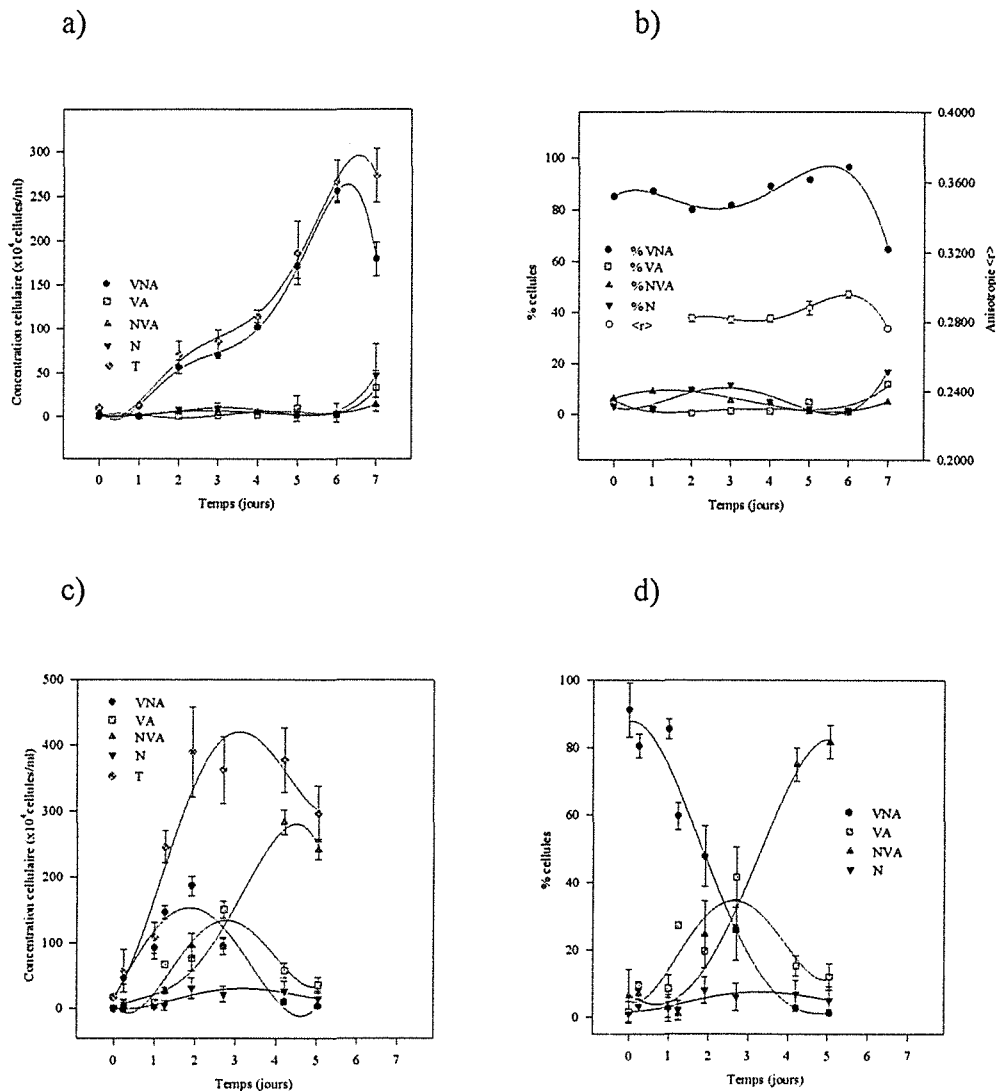 a)
b)
Concentration cellulaire (x10⁴cellules/ml)
300
250
200
150
100
50
0
VNA
VA
NVA
N
T
0 1 2 3 4 5 6 7
Temps (jours)
% cellules
100
80
60
40
20
0
% VNA
% VA
% NVA
% N
<r>
0.4000
0.3600
0.3200
0.2800
0.2400
0.2000
Anisotropie <r>
0 1 2 3 4 5 6 7
Temps (jours)
c)
d)
Concentration cellulaire (x10⁴cellules/ml)
500
400
300
200
100
0
VNA
VA
NVA
N
T
0 1 2 3 4 5 6 7
Temps (jours)
% cellules
100
80
60
40
20
0
VNA
VA
NVA
N
0 1 2 3 4 5 6 7
Temps (jours)